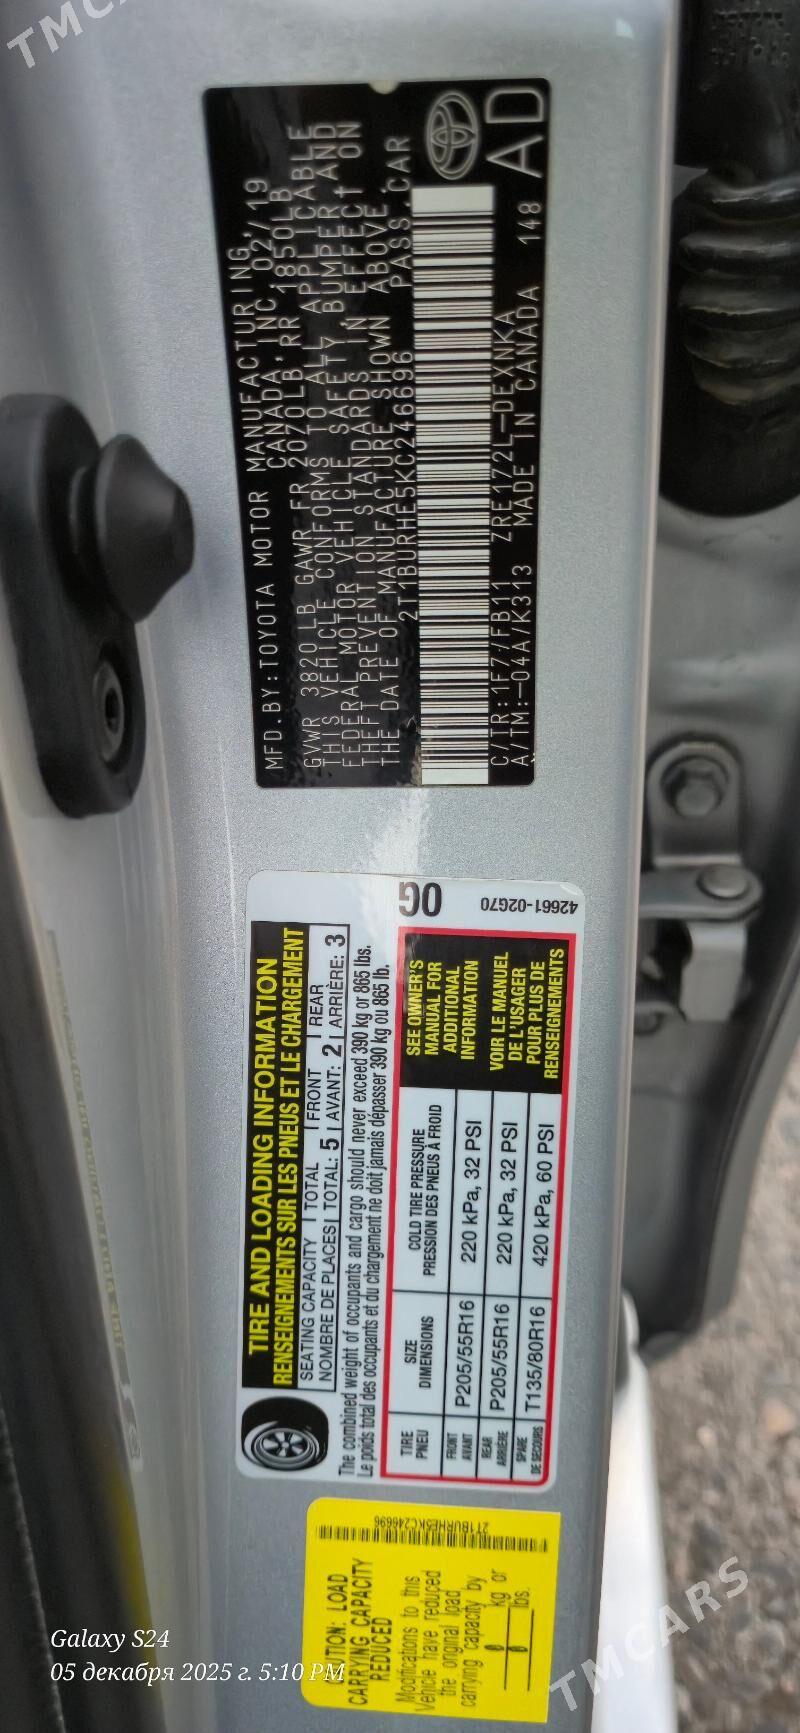 TMCARS
MFD.BY:TOYOTA MOTOR MANUFACTURING,
CANADA, INC. 02/19
GVWR 3820LB GAWR FR 2070LB RR 1850LB
THIS VEHICLE CONFORMS TO ALL APPLICABLE
FEDERAL MOTOR VEHICLE SAFETY, BUMPER AND
THEFT PREVENTION STANDARDS IN EFFECT ON
THE DATE OF MANUFACTURE SHOWN ABOVE.
2T1BURHE5KC246696 PASS.CAR
C/TR:1F7/FB11 ZRE172L-DEXNKA
A/TM:-04A/K313 MADE IN CANADA 148
AD
TIRE AND LOADING INFORMATION
RENSEIGNEMENTS SUR LES PNEUS ET LE CHARGEMENT
SEATING CAPACITY | TOTAL | FRONT | REAR
NOMBRE DE PLACES | TOTAL: 5 | AVANT: 2 | ARRIÈRE: 3
The combined weight of occupants and cargo should never exceed 390 kg or 865 lbs.
Le poids total des occupants et du chargement ne doit jamais dépasser 390 kg ou 865 lb.
TIRE PNEU
SIZE DIMENSIONS
COLD TIRE PRESSURE
PRESSION DES PNEUS À FROID
FRONT AVANT P205/55R16 220 kPa, 32 PSI
REAR ARRIÈRE P205/55R16 220 kPa, 32 PSI
SPARE DE SECOURS T135/80R16 420 kPa, 60 PSI
SEE OWNER'S
MANUAL FOR
ADDITIONAL
INFORMATION
VOIR LE MANUEL
DE L'USAGER
POUR PLUS DE
RENSEIGNEMENTS
0G
42661-02G70
CAUTION: LOAD
CARRYING CAPACITY
REDUCED
Modifications to this
Vehicle have reduced
the original load
carrying capacity by
0 kg or
0 lbs.
2T1BURHE5KC246696
Galaxy S24
05 декабря 2025 г. 5:10 PM
TMCARS